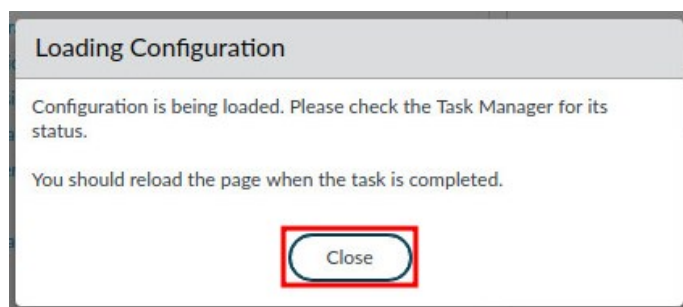 Loading Configuration
Configuration is being loaded. Please check the Task Manager for its
status.
You should reload the page when the task is completed.
Close